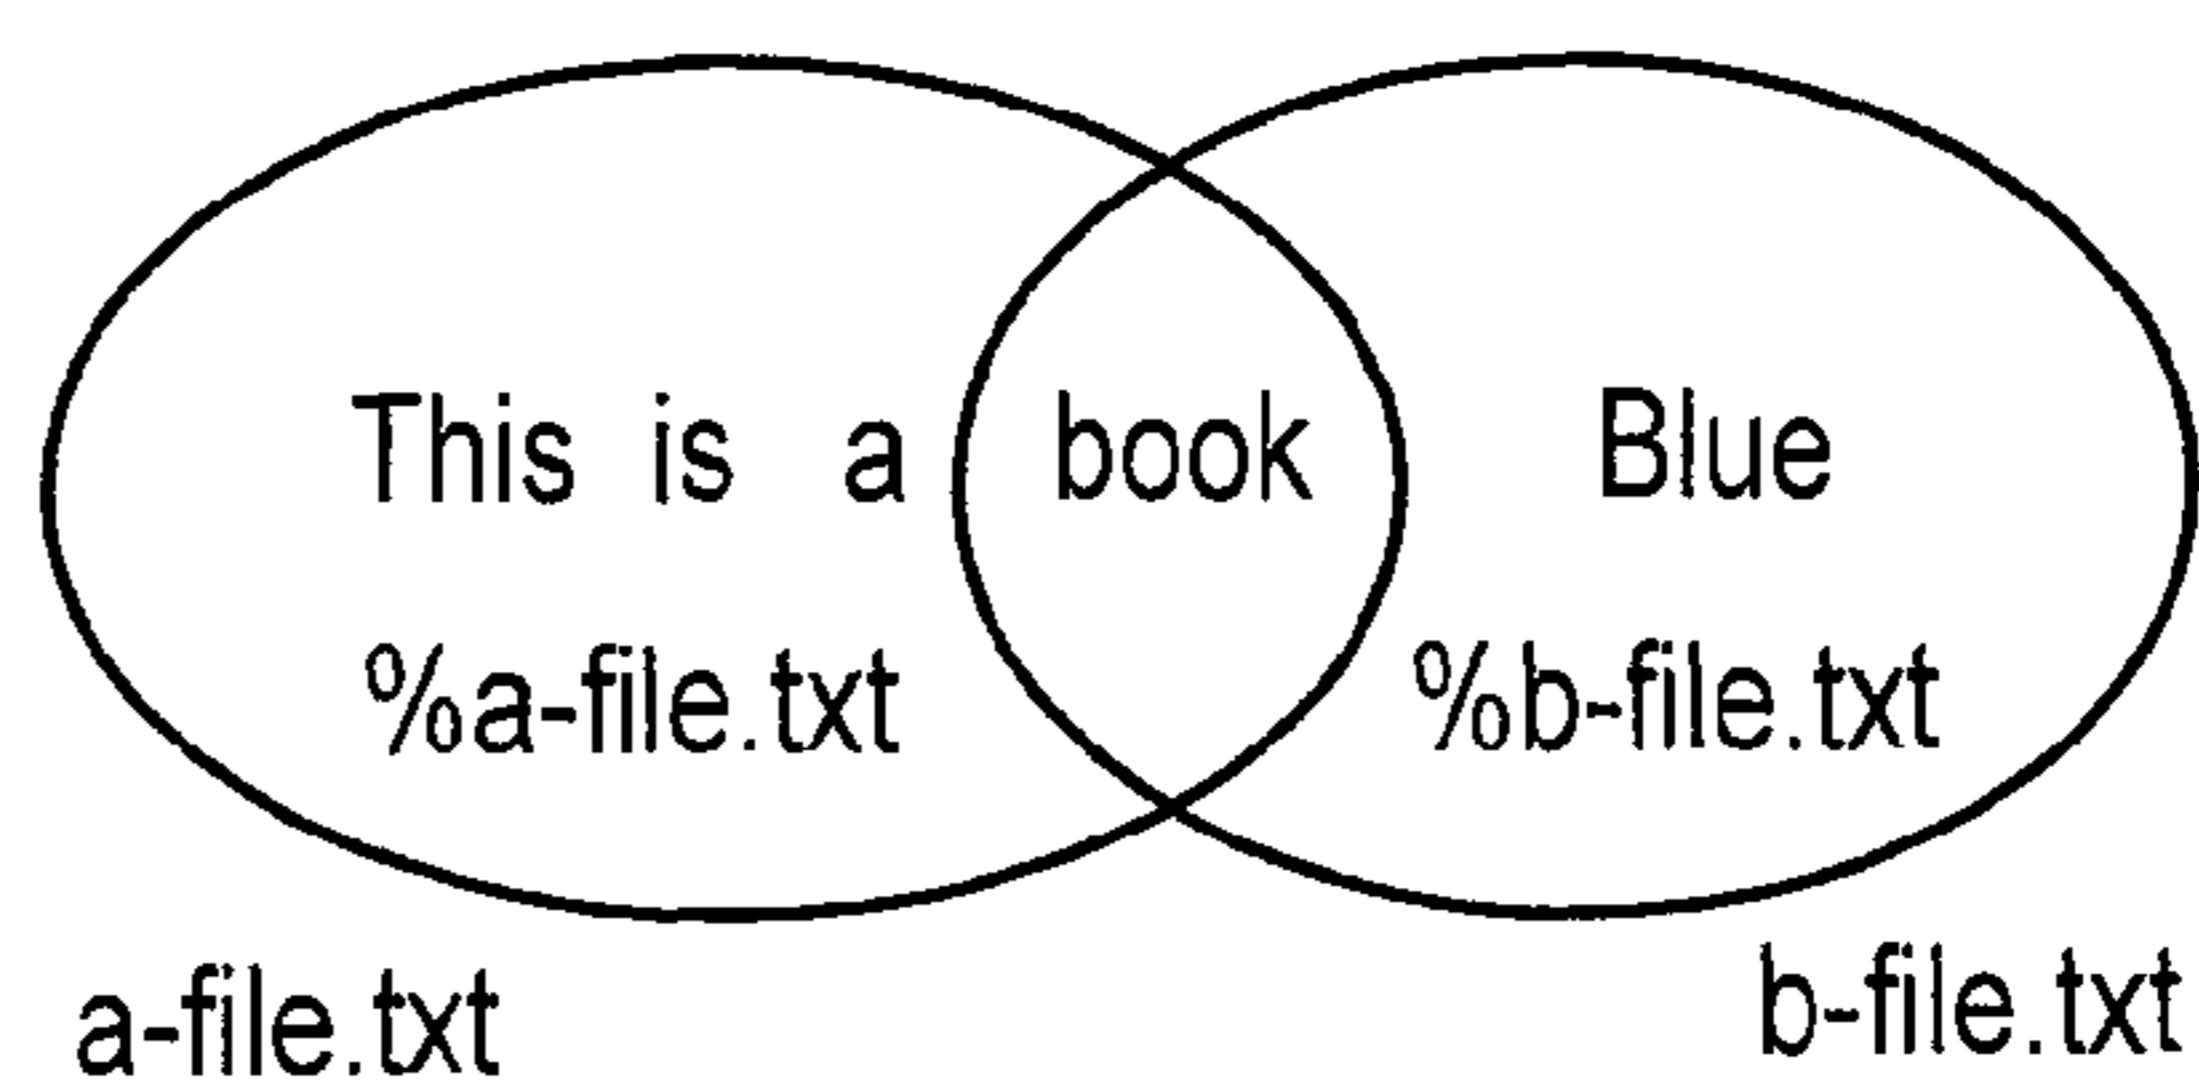 This is a book Blue
%a-file.txt %b-file.txt
a-file.txt b-file.txt